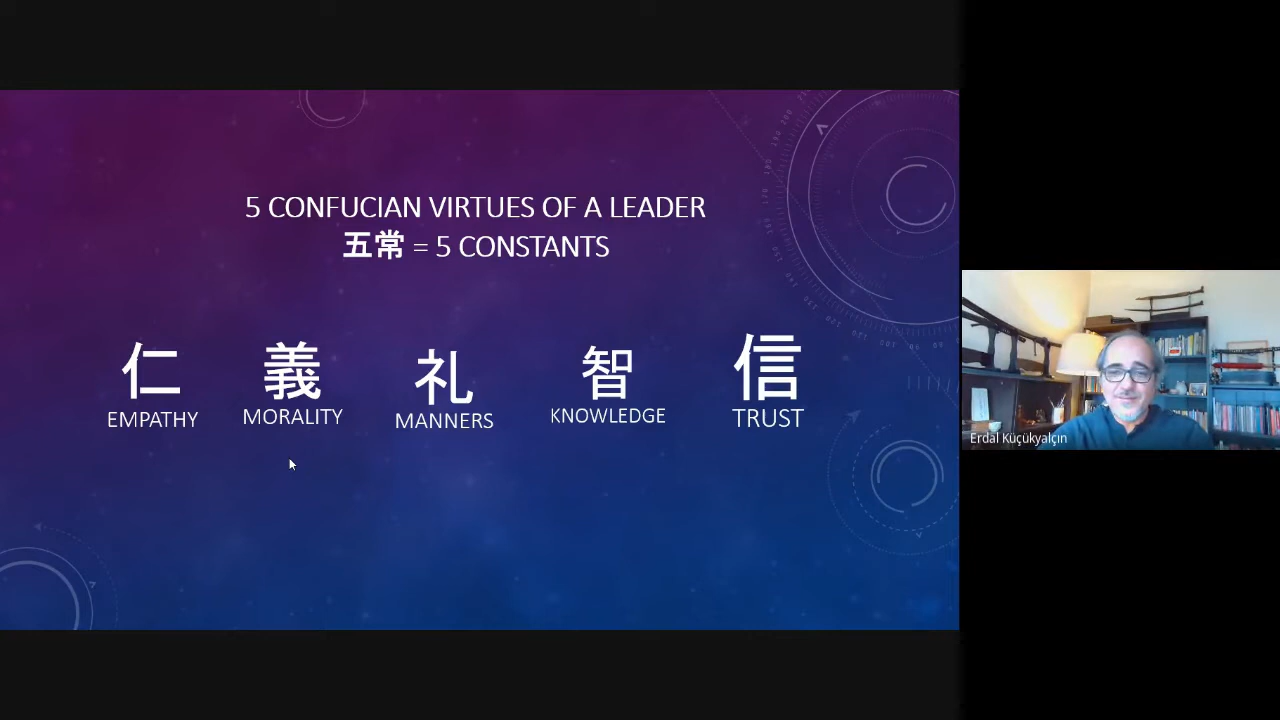 5 CONFUCIAN VIRTUES OF A LEADER
五常 = 5 CONSTANTS
仁 義 礼 智 信
EMPATHY MORALITY MANNERS KNOWLEDGE TRUST
Erdal Küçükyalçın